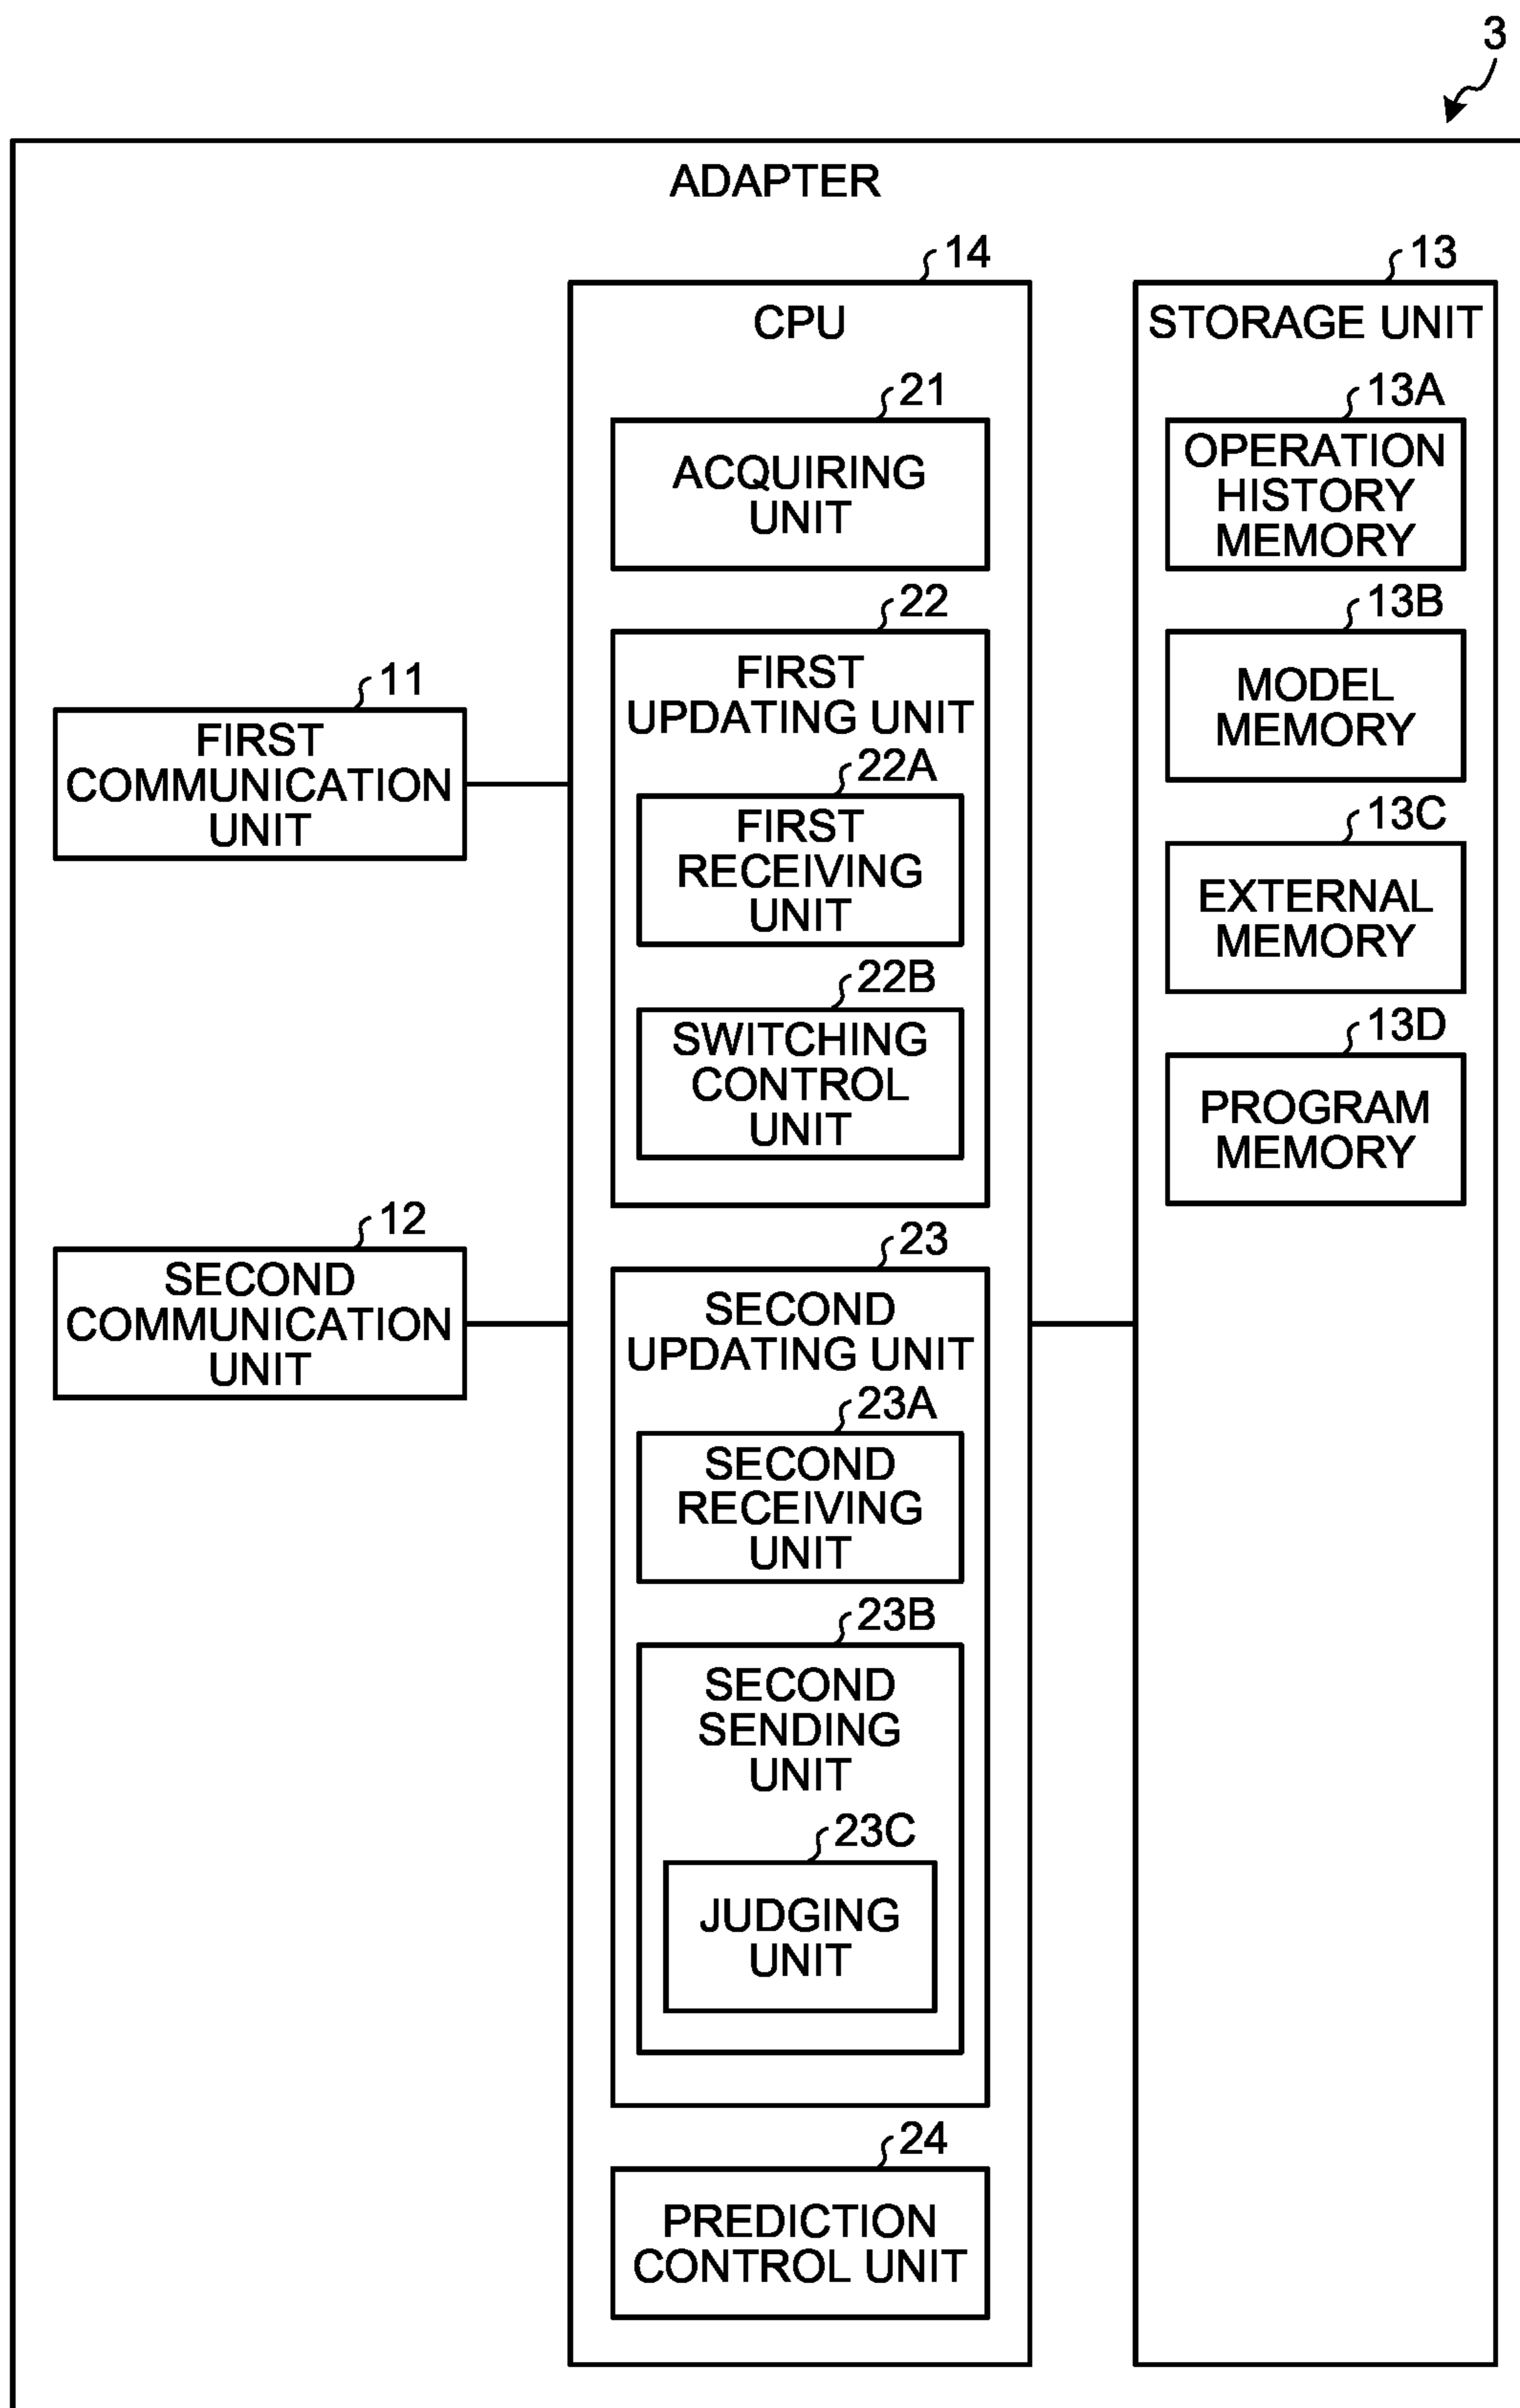 3
ADAPTER
11
FIRST
COMMUNICATION
UNIT
12
SECOND
COMMUNICATION
UNIT
14
CPU
21
ACQUIRING
UNIT
22
FIRST
UPDATING UNIT
22A
FIRST
RECEIVING
UNIT
22B
SWITCHING
CONTROL
UNIT
23
SECOND
UPDATING UNIT
23A
SECOND
RECEIVING
UNIT
23B
SECOND
SENDING
UNIT
23C
JUDGING
UNIT
24
PREDICTION
CONTROL UNIT
13
STORAGE UNIT
13A
OPERATION
HISTORY
MEMORY
13B
MODEL
MEMORY
13C
EXTERNAL
MEMORY
13D
PROGRAM
MEMORY